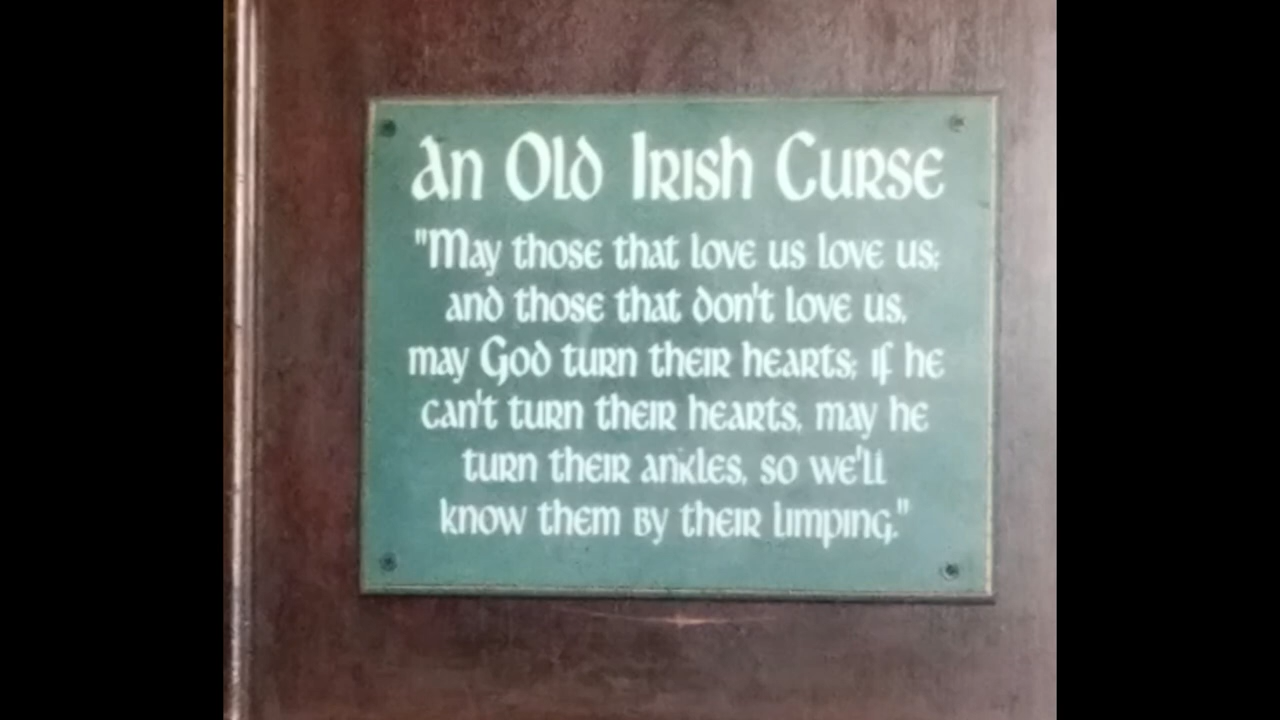 An Old Irish Curse
"May those that love us love us;
and those that don't love us,
may God turn their hearts; if he
can't turn their hearts, may he
turn their ankles, so we'll
know them by their limping."